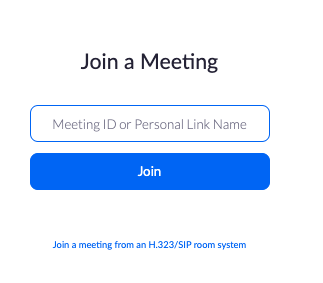 Join a Meeting
Meeting ID or Personal Link Name
Join
Join a meeting from an H.323/SIP room system